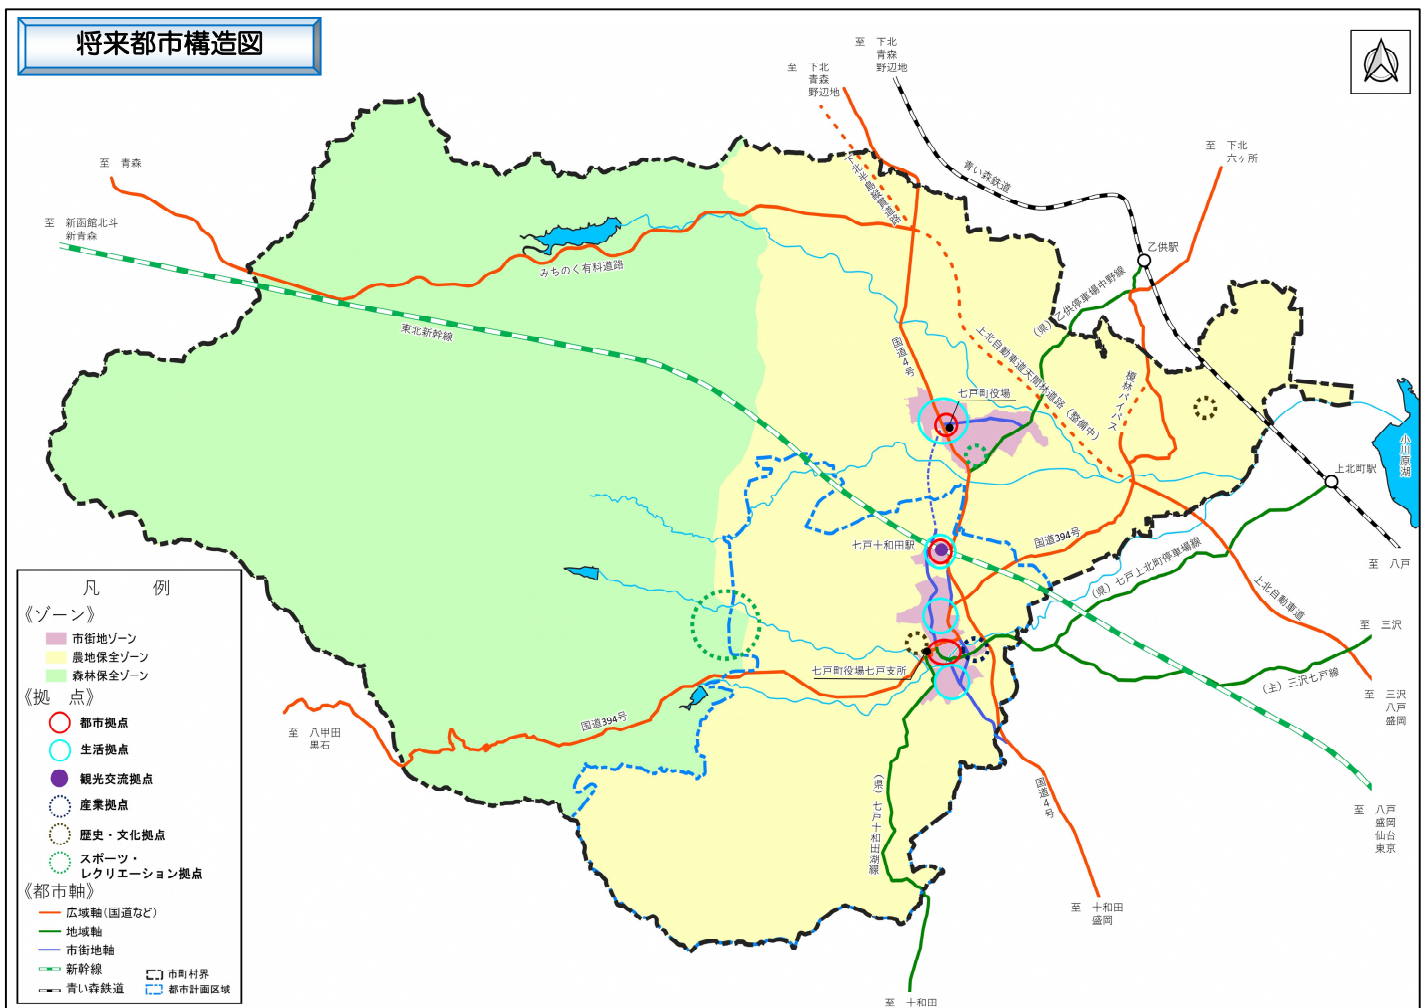 将来都市構造図
至 下北
青森
野辺地
至 下北
青森
野辺地
至 青森
至 新函館北斗
新青森
青い森鉄道
至 下北
六ヶ所
下北半島縦貫道路
乙供駅
みちのく有料道路
(県)乙供停車場中野線
東北新幹線
国道4号
上北自動車道天間林道路(整備中)
榎林バイパス
七戸町役場
小川原湖
上北町駅
七戸十和田駅
国道394号
(県)七戸上北町停車場線
至 八戸
上北自動車道
至 三沢
七戸町役場七戸支所
(主)三沢七戸線
至 三沢
八戸
盛岡
国道394号
至 八甲田
黒石
(県)七戸十和田湖線
国道4号
至 八戸
盛岡
仙台
東京
至 十和田
盛岡
至 十和田
凡 例
《ゾーン》
市街地ゾーン
農地保全ゾーン
森林保全ゾーン
《拠 点》
都市拠点
生活拠点
観光交流拠点
産業拠点
歴史・文化拠点
スポーツ・
レクリエーション拠点
《都市軸》
広域軸(国道など)
地域軸
市街地軸
新幹線
青い森鉄道
市町村界
都市計画区域